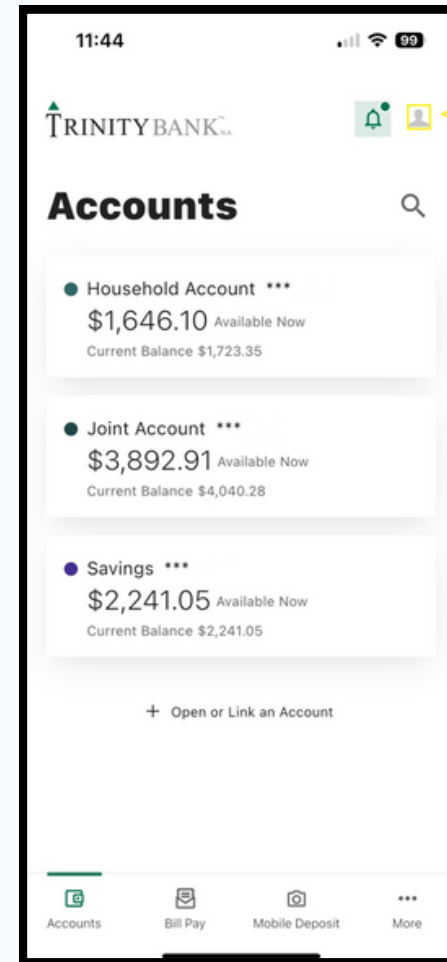 11:44
99
TRINITY BANK N.A.
Accounts
Household Account ***
$1,646.10 Available Now
Current Balance $1,723.35
Joint Account ***
$3,892.91 Available Now
Current Balance $4,040.28
Savings ***
$2,241.05 Available Now
Current Balance $2,241.05
+ Open or Link an Account
Accounts Bill Pay Mobile Deposit More